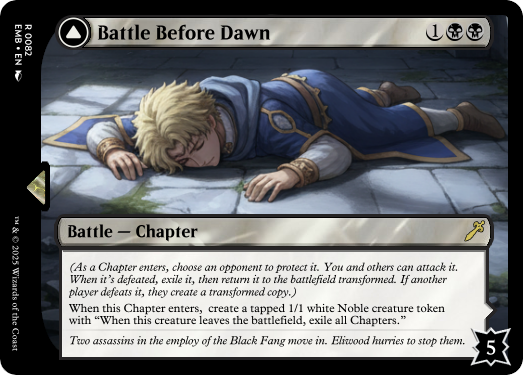 Battle Before Dawn
1
Battle — Chapter
(As a Chapter enters, choose an opponent to protect it. You and others can attack it.
When it's defeated, exile it, then return it to the battlefield transformed. If another
player defeats it, they create a transformed copy.)
When this Chapter enters,  create a tapped 1/1 white Noble creature token
with “When this creature leaves the battlefield, exile all Chapters.”
Two assassins in the employ of the Black Fang move in. Eliwood hurries to stop them.
5
R 0082
EMB • EN
™ & © 2025 Wizards of the Coast